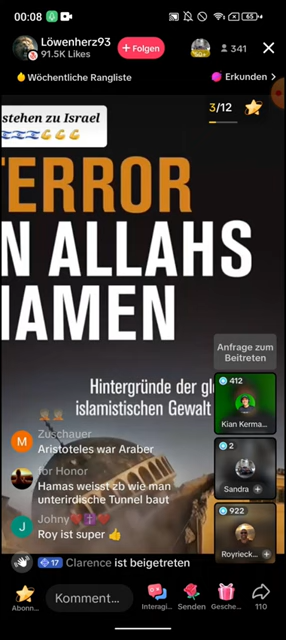 00:08
65
Löwenherz93
91.5K Likes
+ Folgen
341
Wöchentliche Rangliste
Erkunden >
3/12
stehen zu Israel
TERROR
N ALLAHS
NAMEN
Hintergründe der gl
islamistischen Gewalt
Anfrage zum
Beitreten
412
Kian Kerma...
2
Sandra +
922
Royrieck... +
Zuschauer
Aristoteles war Araber
for Honor
Hamas weisst zb wie man
unterirdische Tunnel baut
Johny
Roy ist super
17 Clarence ist beigetreten
Abonn...
Komment...
Interagi...
Senden
Gesche...
110